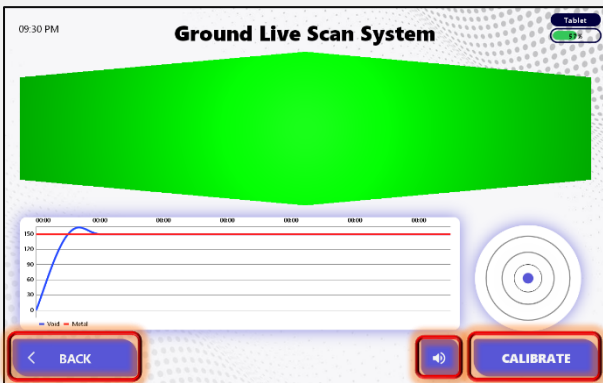 09:30 PM
Ground Live Scan System
Tablet
57%
00:00 00:00 00:00 00:00 00:00 00:00 00:00
150
120
90
60
30
0
Void Metal
BACK
CALIBRATE